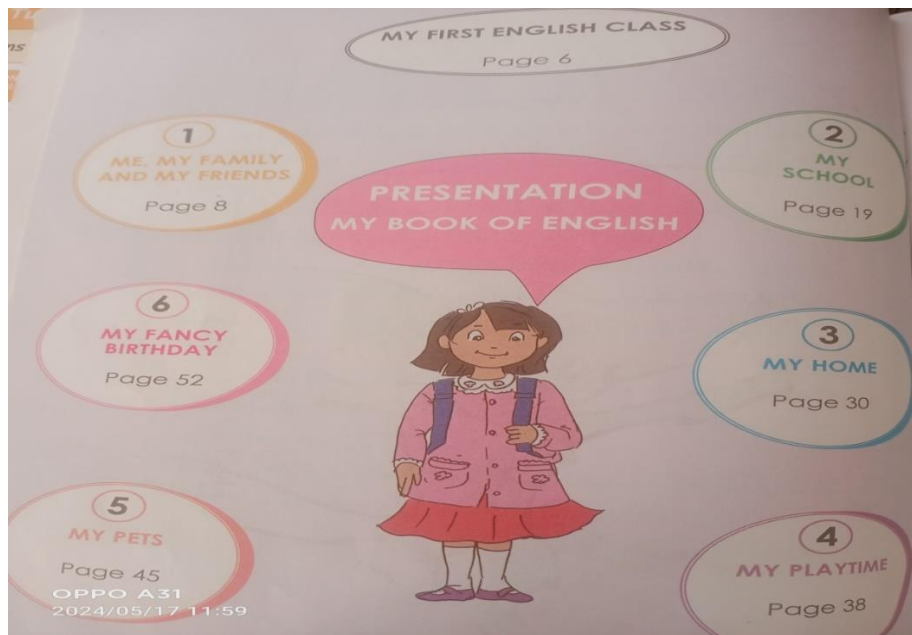 MY FIRST ENGLISH CLASS
Page 6
1
ME, MY FAMILY
AND MY FRIENDS
Page 8
2
MY
SCHOOL
Page 19
PRESENTATION
MY BOOK OF ENGLISH
6
MY FANCY
BIRTHDAY
Page 52
3
MY HOME
Page 30
5
MY PETS
Page 45
4
MY PLAYTIME
Page 38
OPPO A31
2024/05/17 11:59